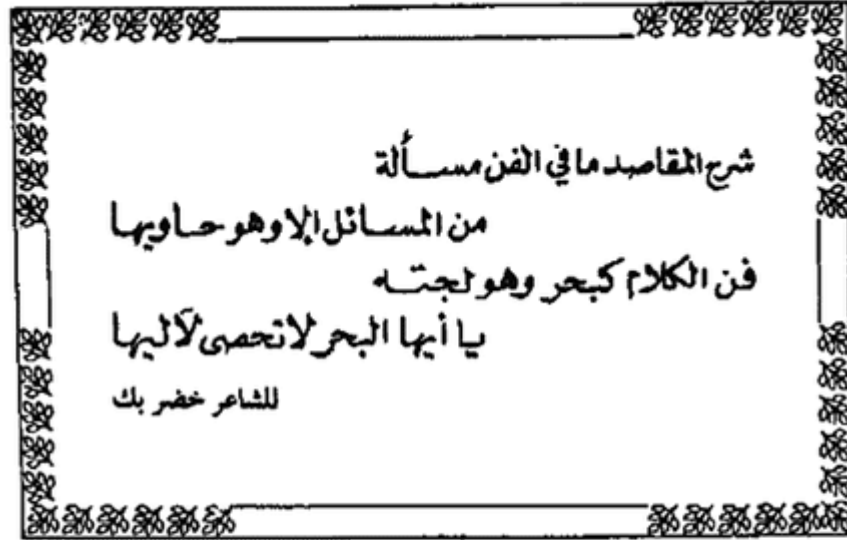 شرح المقاصد ما في الفن مسألة
من المسائل إلا وهو حاويها
فن الكلام كبحر وهو لجته
يا أيها البحر لا تحصى لآليها
للشاعر خضر بك